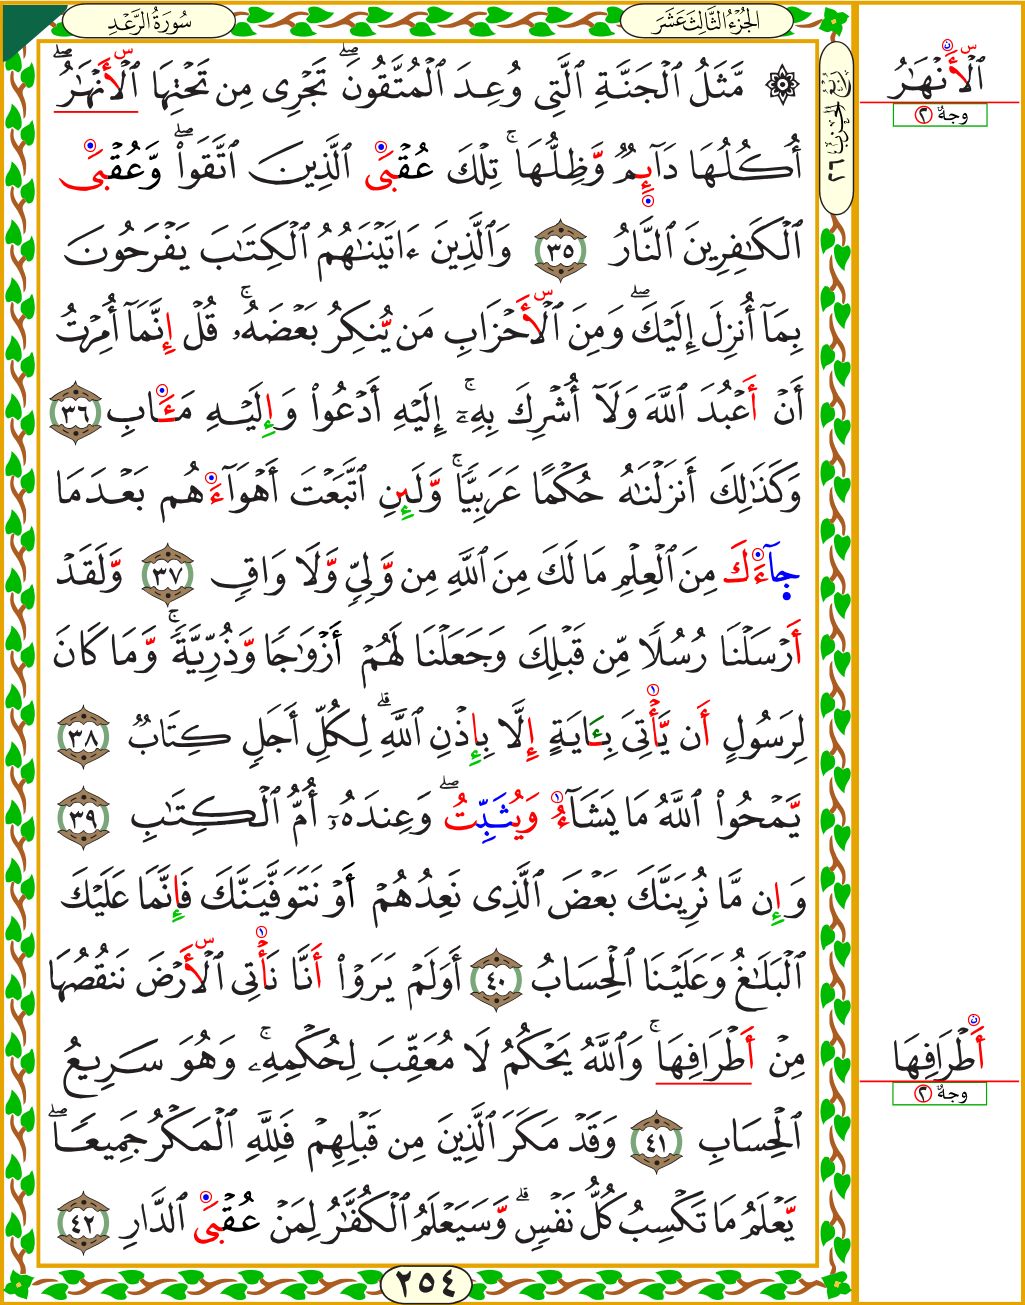 سُورَةُ الرَّعْدِ
الجُزْءُ الثَّالِثَ عَشَرَ
رُبْعُ الحِزْبِ ٢٦
۞ مَّثَلُ ٱلْجَنَّةِ ٱلَّتِى وُعِدَ ٱلْمُتَّقُونَ ۖ تَجْرِى مِن تَحْتِهَا ٱلْأَنْهَٰرُ ۖ
أُكُلُهَا دَآئِمٌ وَّظِلُّهَا ۚ تِلْكَ عُقْبَى ٱلَّذِينَ ٱتَّقَوا۟ ۖ وَّعُقْبَى
ٱلْكَٰفِرِينَ ٱلنَّارُ ٣٥ وَٱلَّذِينَ ءَاتَيْنَٰهُمُ ٱلْكِتَٰبَ يَفْرَحُونَ
بِمَآ أُنزِلَ إِلَيْكَ ۖ وَمِنَ ٱلْأَحْزَابِ مَن يُّنكِرُ بَعْضَهُۥ ۚ قُلْ إِنَّمَآ أُمِرْتُ
أَنْ أَعْبُدَ ٱللَّهَ وَلَآ أُشْرِكَ بِهِۦٓ ۚ إِلَيْهِ أَدْعُوا۟ وَإِلَيْهِ مَـَٔابِ ٣٦
وَكَذَٰلِكَ أَنزَلْنَٰهُ حُكْمًا عَرَبِيًّا ۚ وَّلَئِنِ ٱتَّبَعْتَ أَهْوَآءَهُم بَعْدَمَا
جَآءَكَ مِنَ ٱلْعِلْمِ مَا لَكَ مِنَ ٱللَّهِ مِن وَّلِىٍّ وَّلَا وَاقٍ ٣٧ وَّلَقَدْ
أَرْسَلْنَا رُسُلًا مِّن قَبْلِكَ وَجَعَلْنَا لَهُمْ أَزْوَٰجًا وَّذُرِّيَّةً ۚ وَّمَا كَانَ
لِرَسُولٍ أَن يَّأْتِىَ بِـَٔايَةٍ إِلَّا بِإِذْنِ ٱللَّهِ ۗ لِكُلِّ أَجَلٍ كِتَابٌ ٣٨
يَّمْحُوا۟ ٱللَّهُ مَا يَشَآءُ وَيُثَبِّتُ ۖ وَعِندَهُۥٓ أُمُّ ٱلْكِتَٰبِ ٣٩
وَإِن مَّا نُرِيَنَّكَ بَعْضَ ٱلَّذِى نَعِدُهُمْ أَوْ نَتَوَفَّيَنَّكَ فَإِنَّمَا عَلَيْكَ
ٱلْبَلَٰغُ وَعَلَيْنَا ٱلْحِسَابُ ٤٠ أَوَلَمْ يَرَوْا۟ أَنَّا نَأْتِى ٱلْأَرْضَ نَنقُصُهَا
مِنْ أَطْرَافِهَا ۚ وَٱللَّهُ يَحْكُمُ لَا مُعَقِّبَ لِحُكْمِهِۦ ۚ وَهُوَ سَرِيعُ
ٱلْحِسَابِ ٤١ وَقَدْ مَكَرَ ٱلَّذِينَ مِن قَبْلِهِمْ فَلِلَّهِ ٱلْمَكْرُ جَمِيعًا ۖ
يَّعْلَمُ مَا تَكْسِبُ كُلُّ نَفْسٍ ۗ وَّسَيَعْلَمُ ٱلْكُفَّٰرُ لِمَنْ عُقْبَى ٱلدَّارِ ٤٢
٢٥٤
ٱلْأَنْهَٰرُ
وجهٌ ٢
أَطْرَافِهَا
وجهٌ ٢